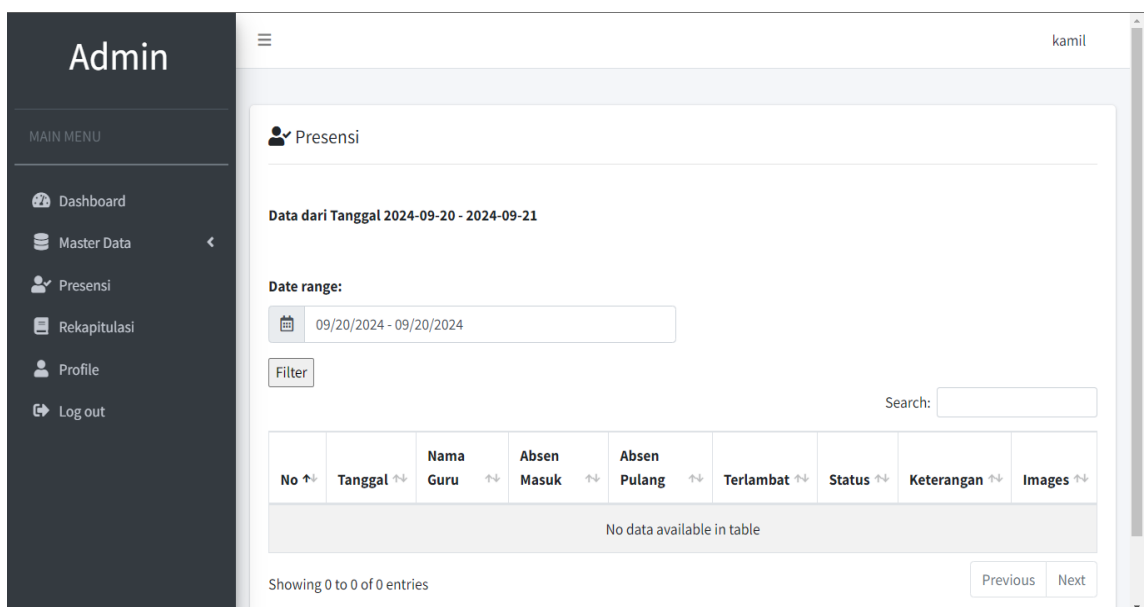 Admin
kamil
MAIN MENU
Dashboard
Master Data
Presensi
Rekapitulasi
Profile
Log out
Presensi
Data dari Tanggal 2024-09-20 - 2024-09-21
Date range:
09/20/2024 - 09/20/2024
Filter
Search:
No Tanggal Nama Guru Absen Masuk Absen Pulang Terlambat Status Keterangan Images
No data available in table
Showing 0 to 0 of 0 entries
Previous Next